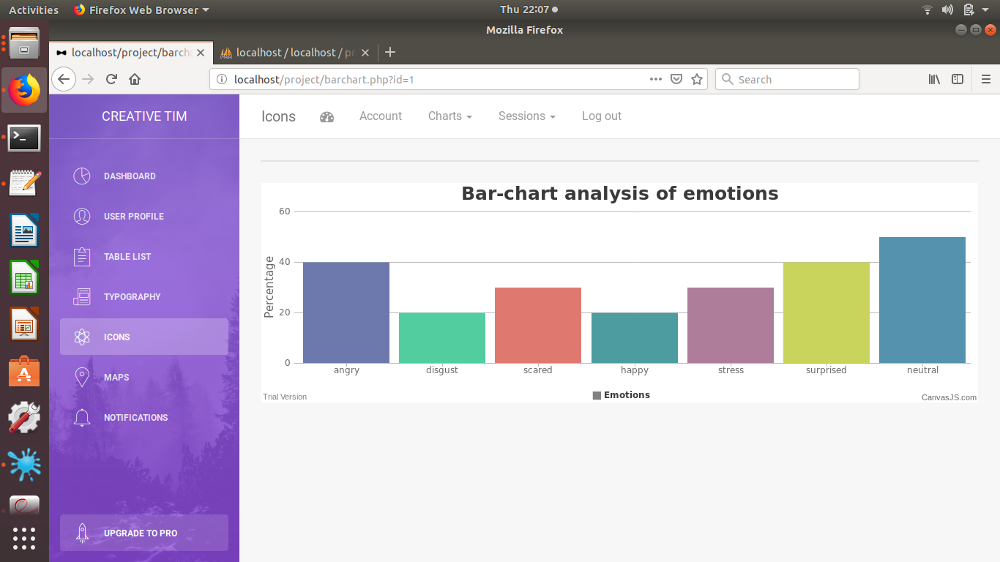 Activities Firefox Web Browser Thu 22:07
Mozilla Firefox
localhost/project/barch localhost / localhost / pr
localhost/project/barchart.php?id=1 Search
CREATIVE TIM
DASHBOARD
USER PROFILE
TABLE LIST
TYPOGRAPHY
ICONS
MAPS
NOTIFICATIONS
UPGRADE TO PRO
Icons Account Charts Sessions Log out
Bar-chart analysis of emotions
Percentage
60
40
20
0
angry disgust scared happy stress surprised neutral
Emotions
Trial Version CanvasJS.com